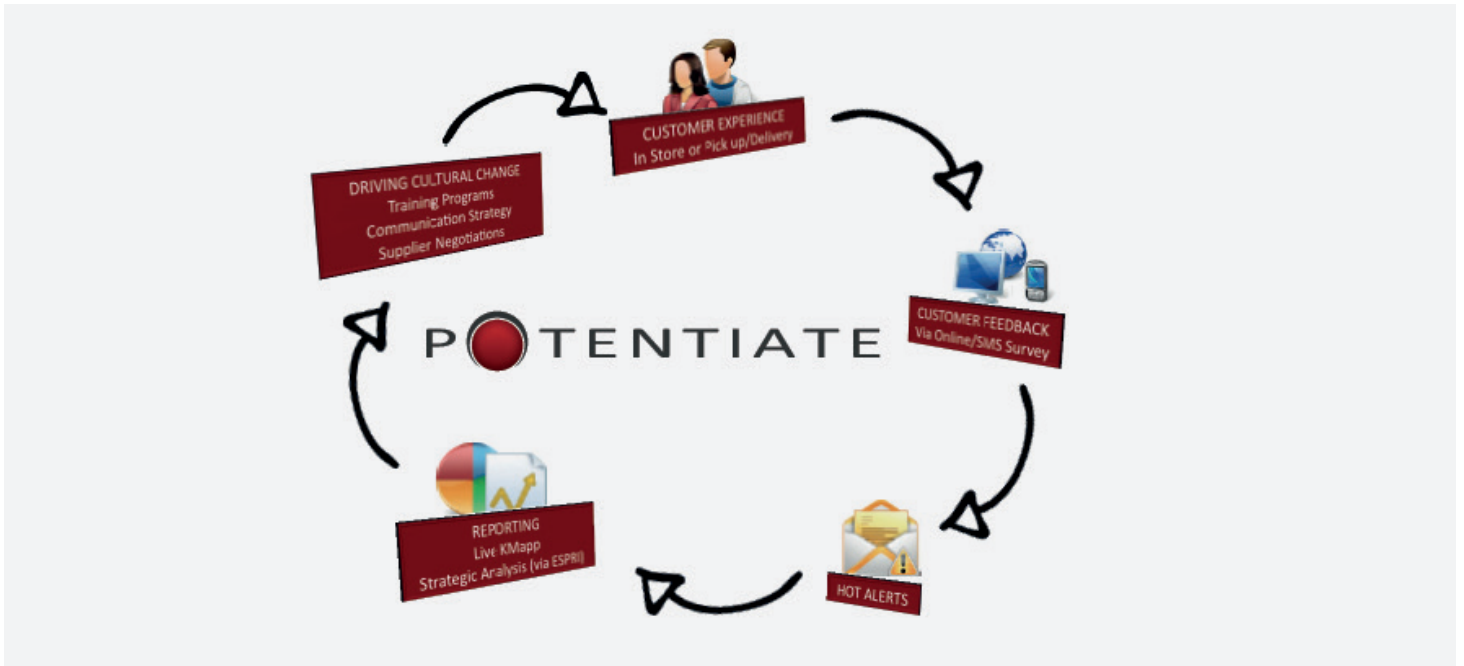 CUSTOMER EXPERIENCE
In Store or Pick up/Delivery
DRIVING CULTURAL CHANGE
Training Programs
Communication Strategy
Supplier Negotiations
CUSTOMER FEEDBACK
Via Online/SMS Survey
POTENTIATE
REPORTING
Live KMapp
Strategic Analysis (via ESPRI)
HOT ALERTS